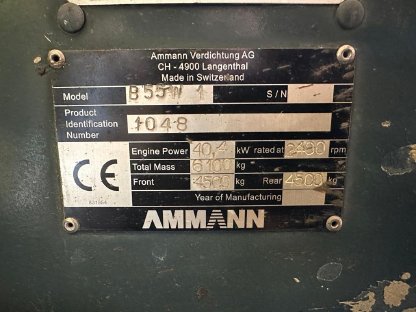 Ammann Verdichtung AG
CH - 4900 Langenthal
Made in Switzerland
Model B55W 1 S / N
Product Identification Number 1048
Engine Power 40,4 kW rated at 2490 rpm
Total Mass 6100 kg
Front 4500 kg Rear 4500 kg
Year of Manufacturing
CE
AMMANN